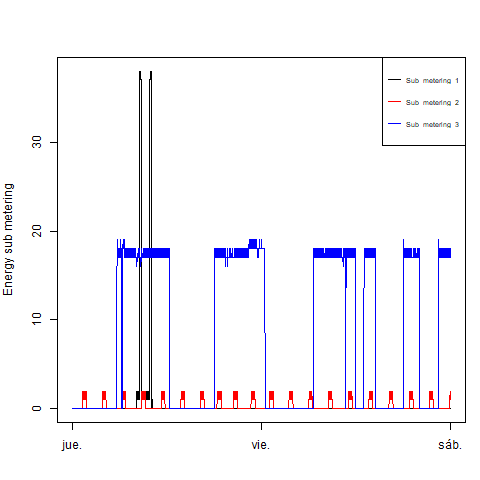 Sub metering 1
Sub metering 2
Sub metering 3
Energy sub metering
30
20
10
0
jue. vie. sáb.